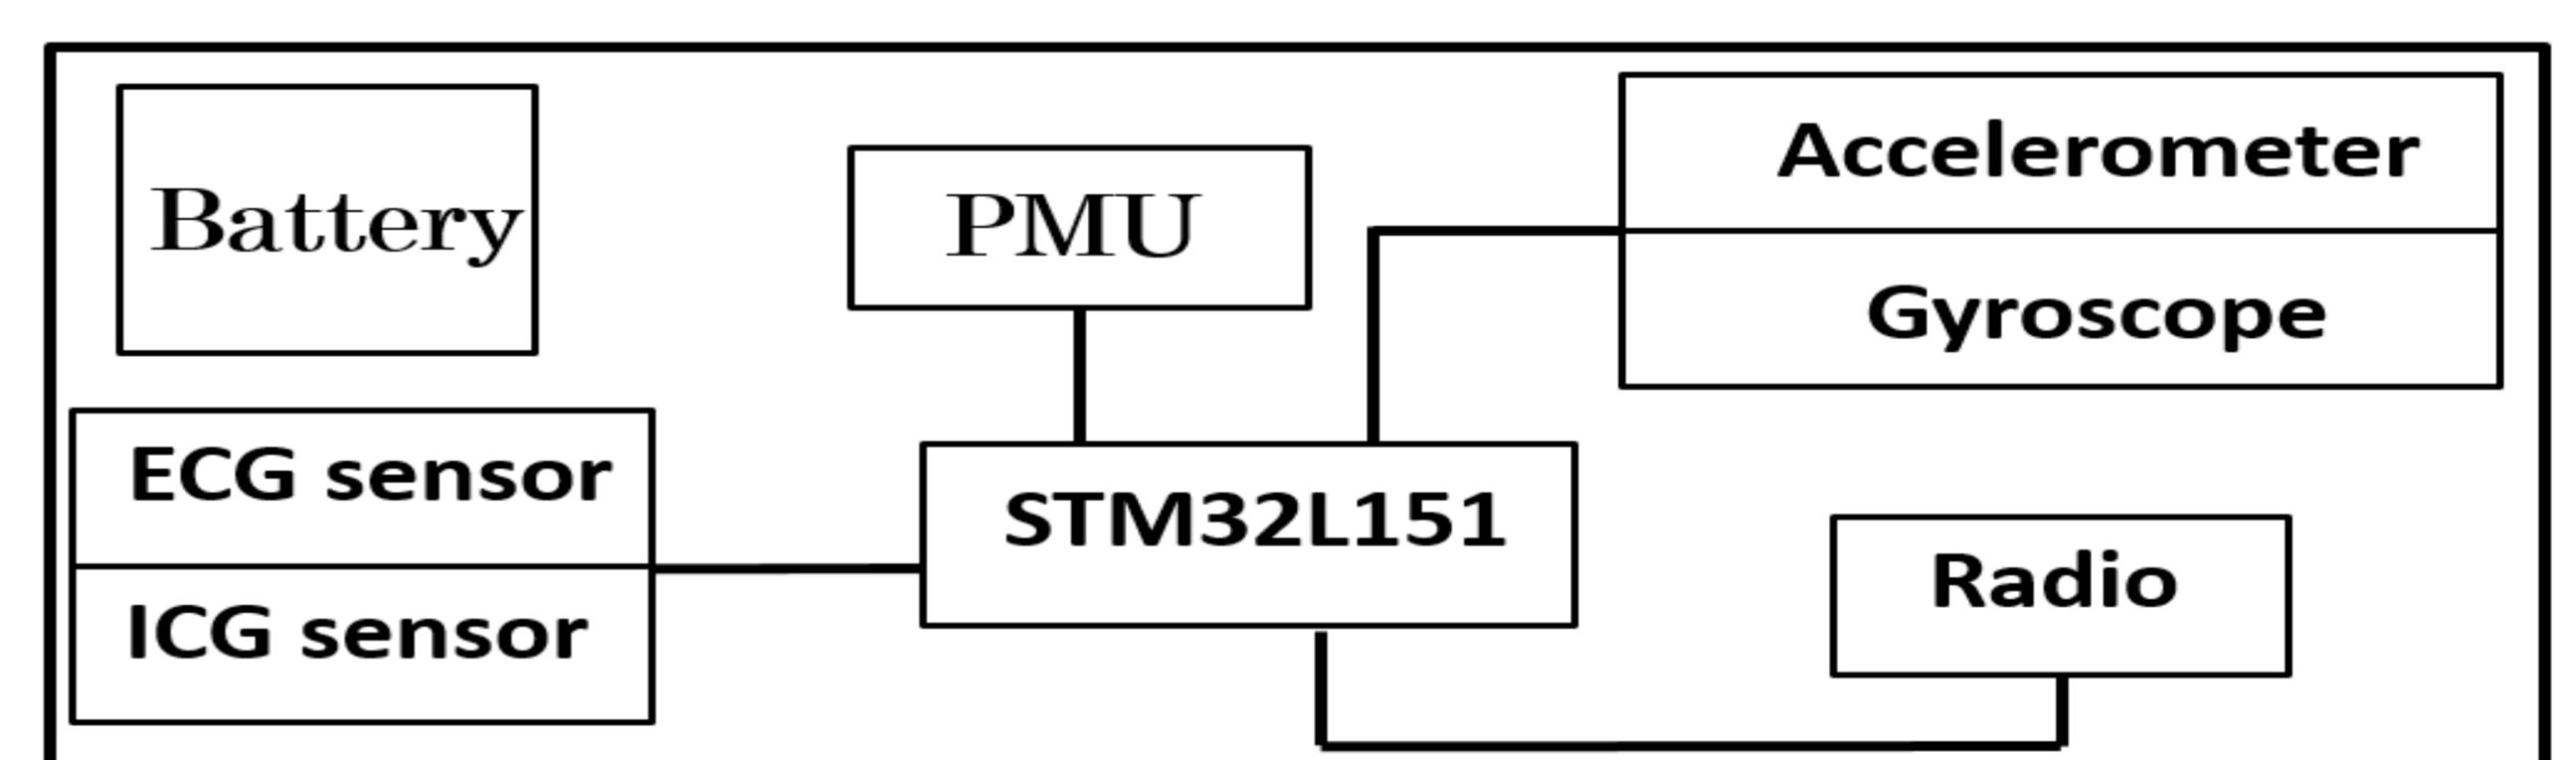 Battery
PMU
Accelerometer
Gyroscope
ECG sensor
ICG sensor
STM32L151
Radio